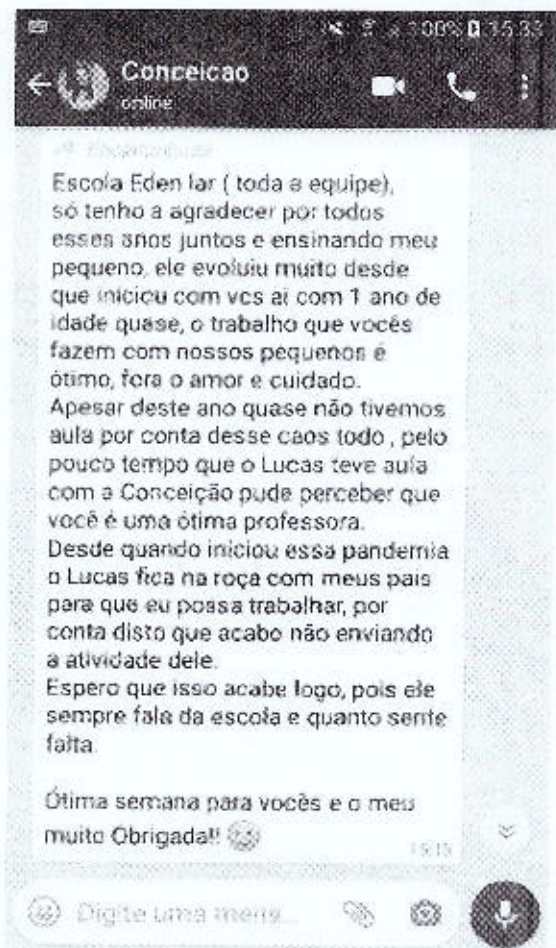 100% 15:33
Conceicao
online
Encaminhada
Escola Eden lar ( toda a equipe),
só tenho a agradecer por todos
esses anos juntos e ensinando meu
pequeno, ele evoluiu muito desde
que iniciou com vcs ai com 1 ano de
idade quase, o trabalho que vocês
fazem com nossos pequenos é
ótimo, fora o amor e cuidado.
Apesar deste ano quase não tivemos
aula por conta desse caos todo , pelo
pouco tempo que o Lucas teve aula
com a Conceição pude perceber que
você é uma ótima professora.
Desde quando iniciou essa pandemia
o Lucas fica na roça com meus pais
para que eu possa trabalhar, por
conta disto que acabo não enviando
a atividade dele.
Espero que isso acabe logo, pois ele
sempre fala da escola e quanto sente
falta.
Ótima semana para vocês e o meu
muito Obrigada!!
Digite uma mens...